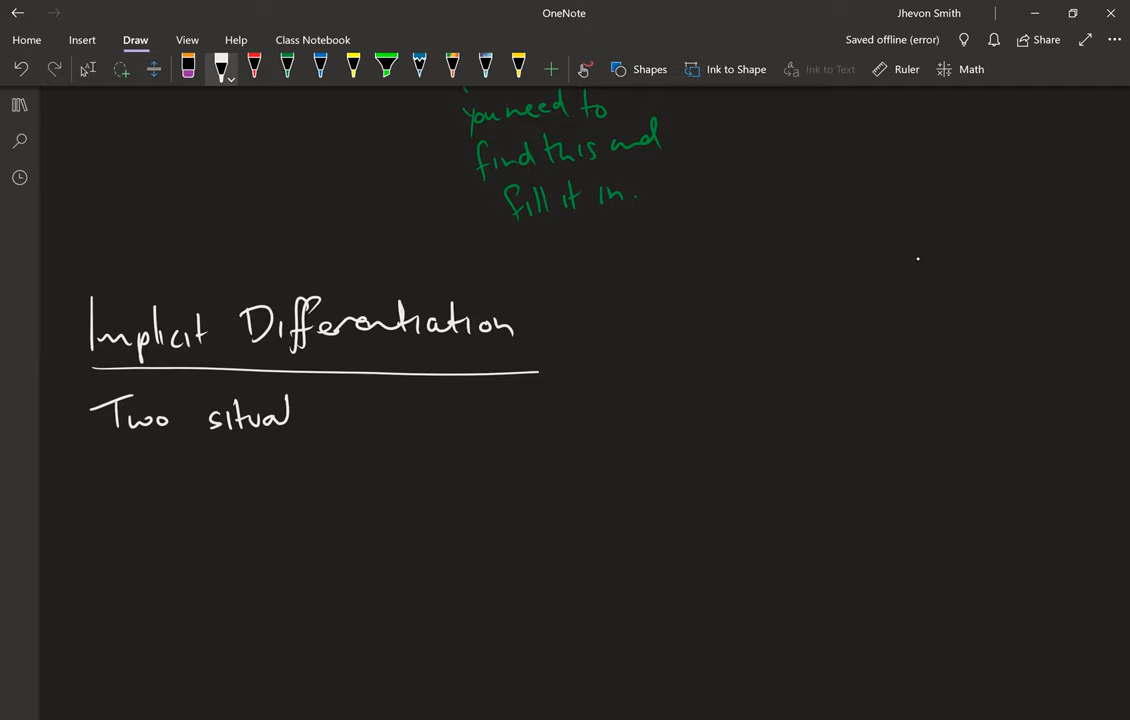 OneNote
Jhevon Smith
Home Insert Draw View Help Class Notebook
Saved offline (error) Share
Shapes Ink to Shape Ink to Text Ruler Math
you need to
find this and
fill it in.
Implicit Differentiation
Two situat